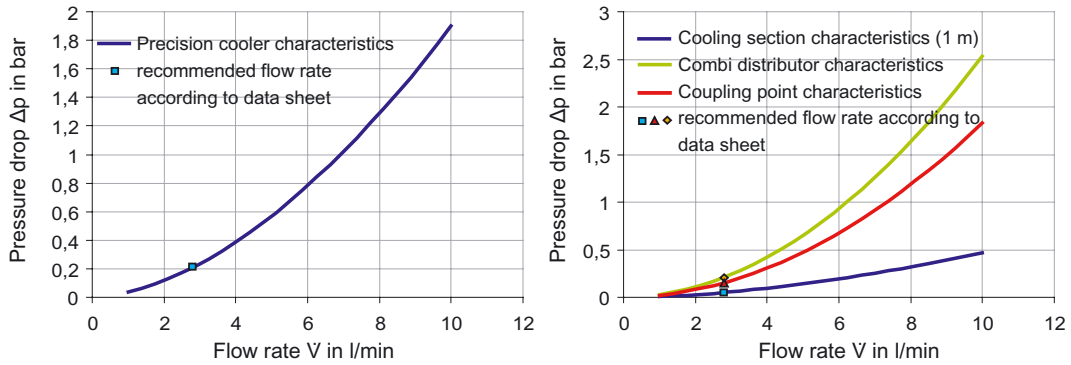 Pressure drop Δp in bar
2
1,8
1,6
1,4
1,2
1
0,8
0,6
0,4
0,2
0
Precision cooler characteristics
recommended flow rate
according to data sheet
0 2 4 6 8 10 12
Flow rate V̇ in l/min
Pressure drop Δp in bar
3
2,5
2
1,5
1
0,5
0
Cooling section characteristics (1 m)
Combi distributor characteristics
Coupling point characteristics
recommended flow rate according to
data sheet
0 2 4 6 8 10 12
Flow rate V̇ in l/min